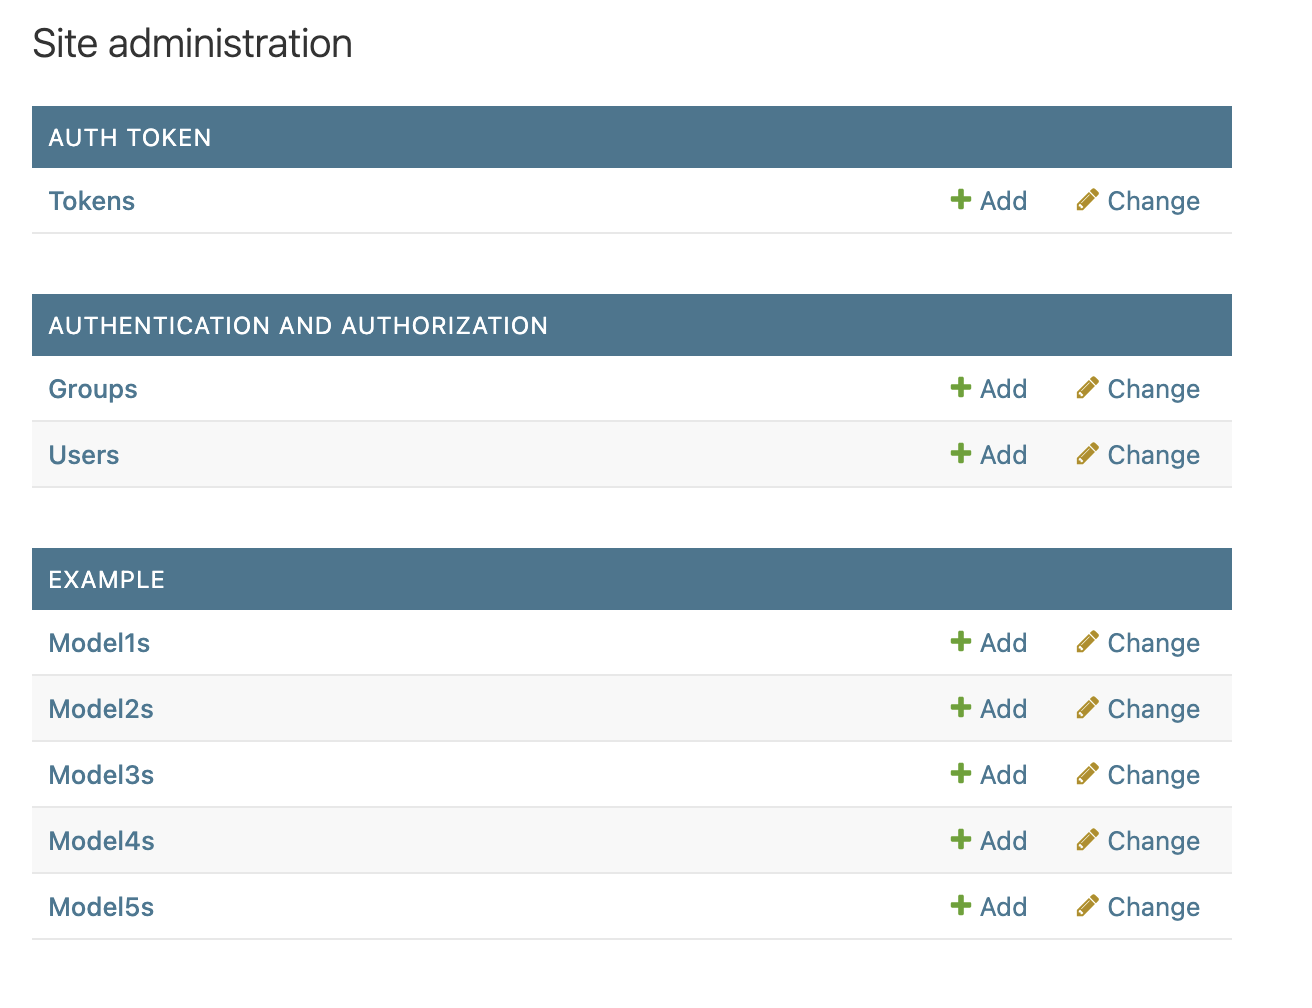 Site administration
AUTH TOKEN
Tokens Add Change
AUTHENTICATION AND AUTHORIZATION
Groups Add Change
Users Add Change
EXAMPLE
Model1s Add Change
Model2s Add Change
Model3s Add Change
Model4s Add Change
Model5s Add Change